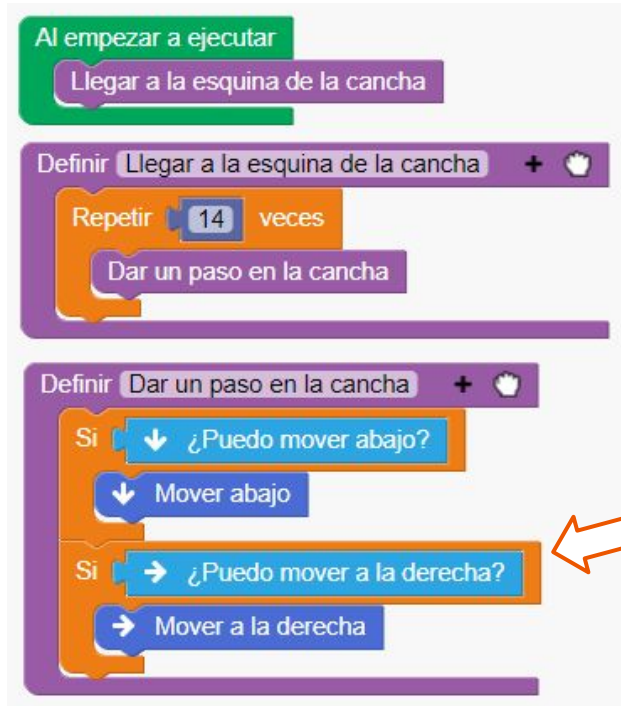 Al empezar a ejecutar
Llegar a la esquina de la cancha
Definir Llegar a la esquina de la cancha +
Repetir 14 veces
Dar un paso en la cancha
Definir Dar un paso en la cancha +
Si ¿Puedo mover abajo?
Mover abajo
Si ¿Puedo mover a la derecha?
Mover a la derecha